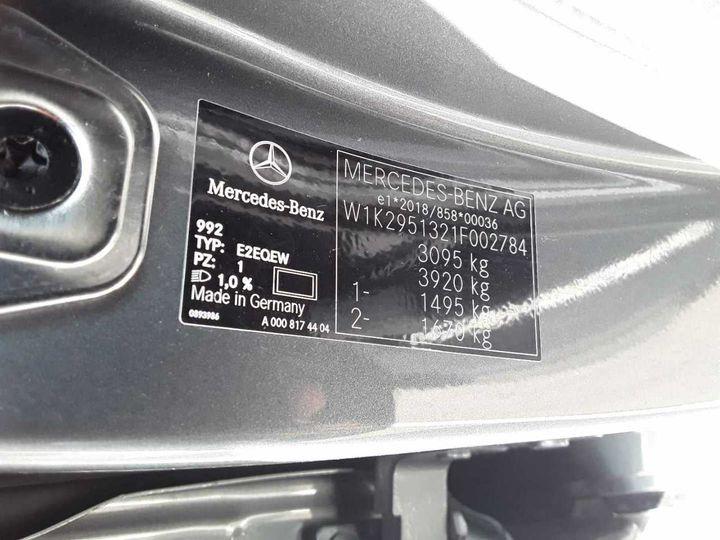 Mercedes-Benz
992
TYP: E2EQEW
PZ: 1
1,0 %
Made in Germany
0893986
A 000 817 44 04
MERCEDES-BENZ AG
e1*2018/858*00036
W1K2951321F002784
3095 kg
3920 kg
1- 1495 kg
2- 1670 kg